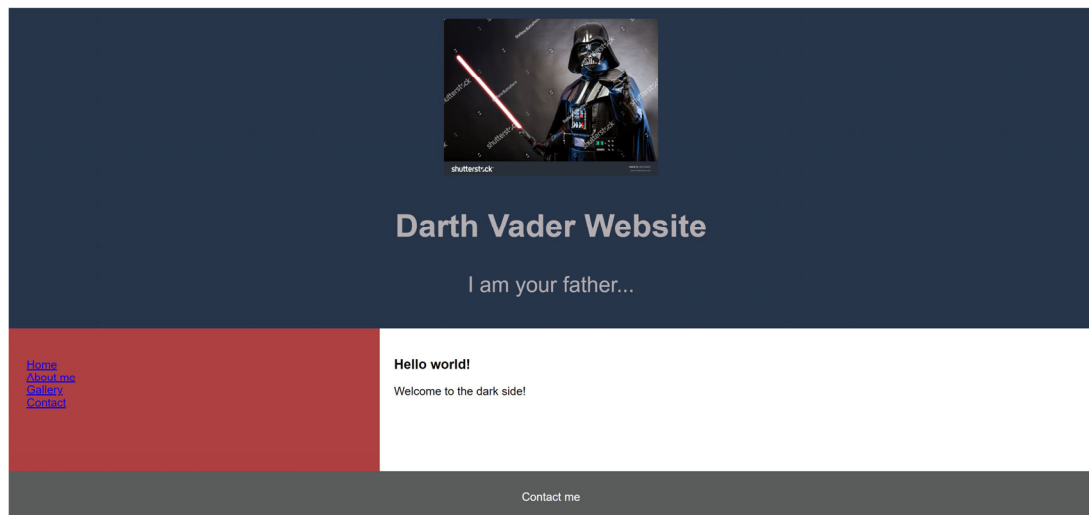 shutterstock
Darth Vader Website
I am your father...
Home
About me
Gallery
Contact
Hello world!
Welcome to the dark side!
Contact me